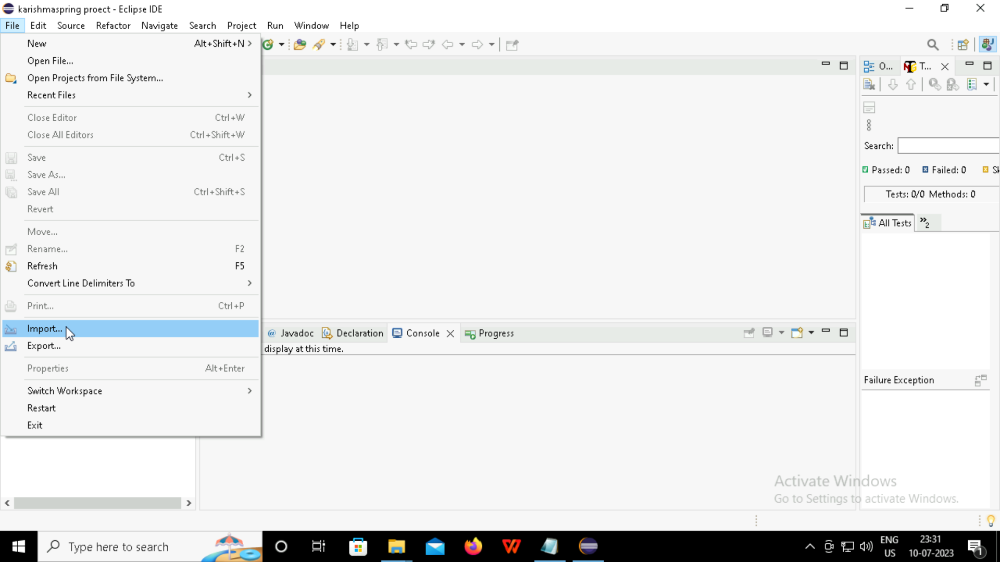 karishmaspring proect - Eclipse IDE
File Edit Source Refactor Navigate Search Project Run Window Help
New Alt+Shift+N
Open File...
Open Projects from File System...
Recent Files
Close Editor Ctrl+W
Close All Editors Ctrl+Shift+W
Save Ctrl+S
Save As...
Save All Ctrl+Shift+S
Revert
Move...
Rename... F2
Refresh F5
Convert Line Delimiters To
Print... Ctrl+P
Import...
Export...
Properties Alt+Enter
Switch Workspace
Restart
Exit
@ Javadoc Declaration Console Progress
display at this time.
O... T...
Search:
Passed: 0 Failed: 0
Tests: 0/0 Methods: 0
All Tests »2
Failure Exception
Activate Windows
Go to Settings to activate Windows.
Type here to search
ENG
US
23:31
10-07-2023
1